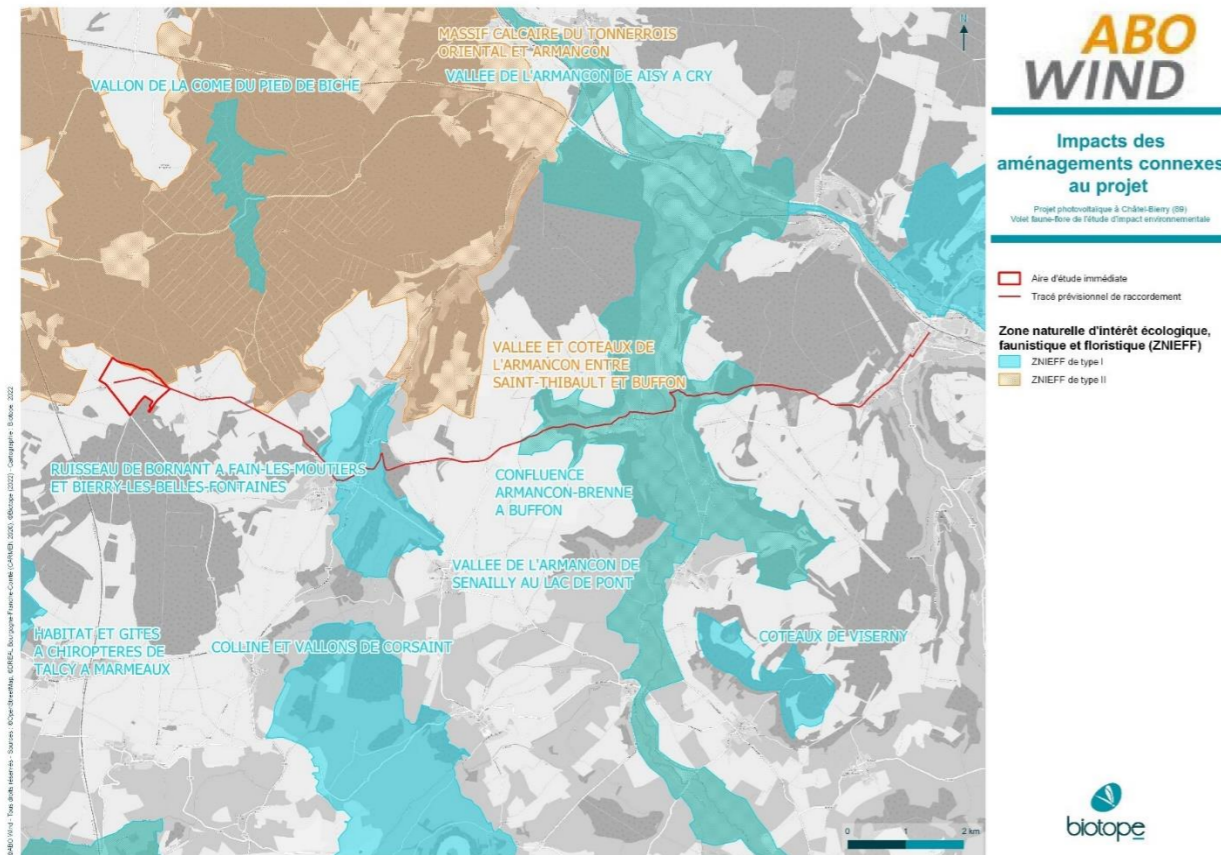 MASSIF CALCAIRE DU TONNERROIS
ORIENTAL ET ARMANCON
VALLEE DE L'ARMANCON DE AISY A CRY
VALLON DE LA COME DU PIED DE BICHE
VALLEE ET COTEAUX DE
L'ARMANCON ENTRE
SAINT-THIBAULT ET BUFFON
RUISSEAU DE BORNANT A FAIN-LES-MOUTIERS
ET BIERRY-LES-BELLES-FONTAINES
CONFLUENCE
ARMANCON-BRENNE
A BUFFON
VALLEE DE L'ARMANCON DE
SENAILLY AU LAC DE PONT
HABITAT ET GITES
A CHIROPTERES DE
TALCY A MARMEAUX
COLLINE ET VALLONS DE CORSAINT
COTEAUX DE VISERNY
N
0 1 2 km
ABO
WIND
Impacts des
aménagements connexes
au projet
Projet photovoltaïque à Châtel-Bierry (89)
Volet faune-flore de l'étude d'impact environnementale
Aire d'étude immédiate
Tracé prévisionnel de raccordement
Zone naturelle d'intérêt écologique,
faunistique et floristique (ZNIEFF)
ZNIEFF de type I
ZNIEFF de type II
biotope